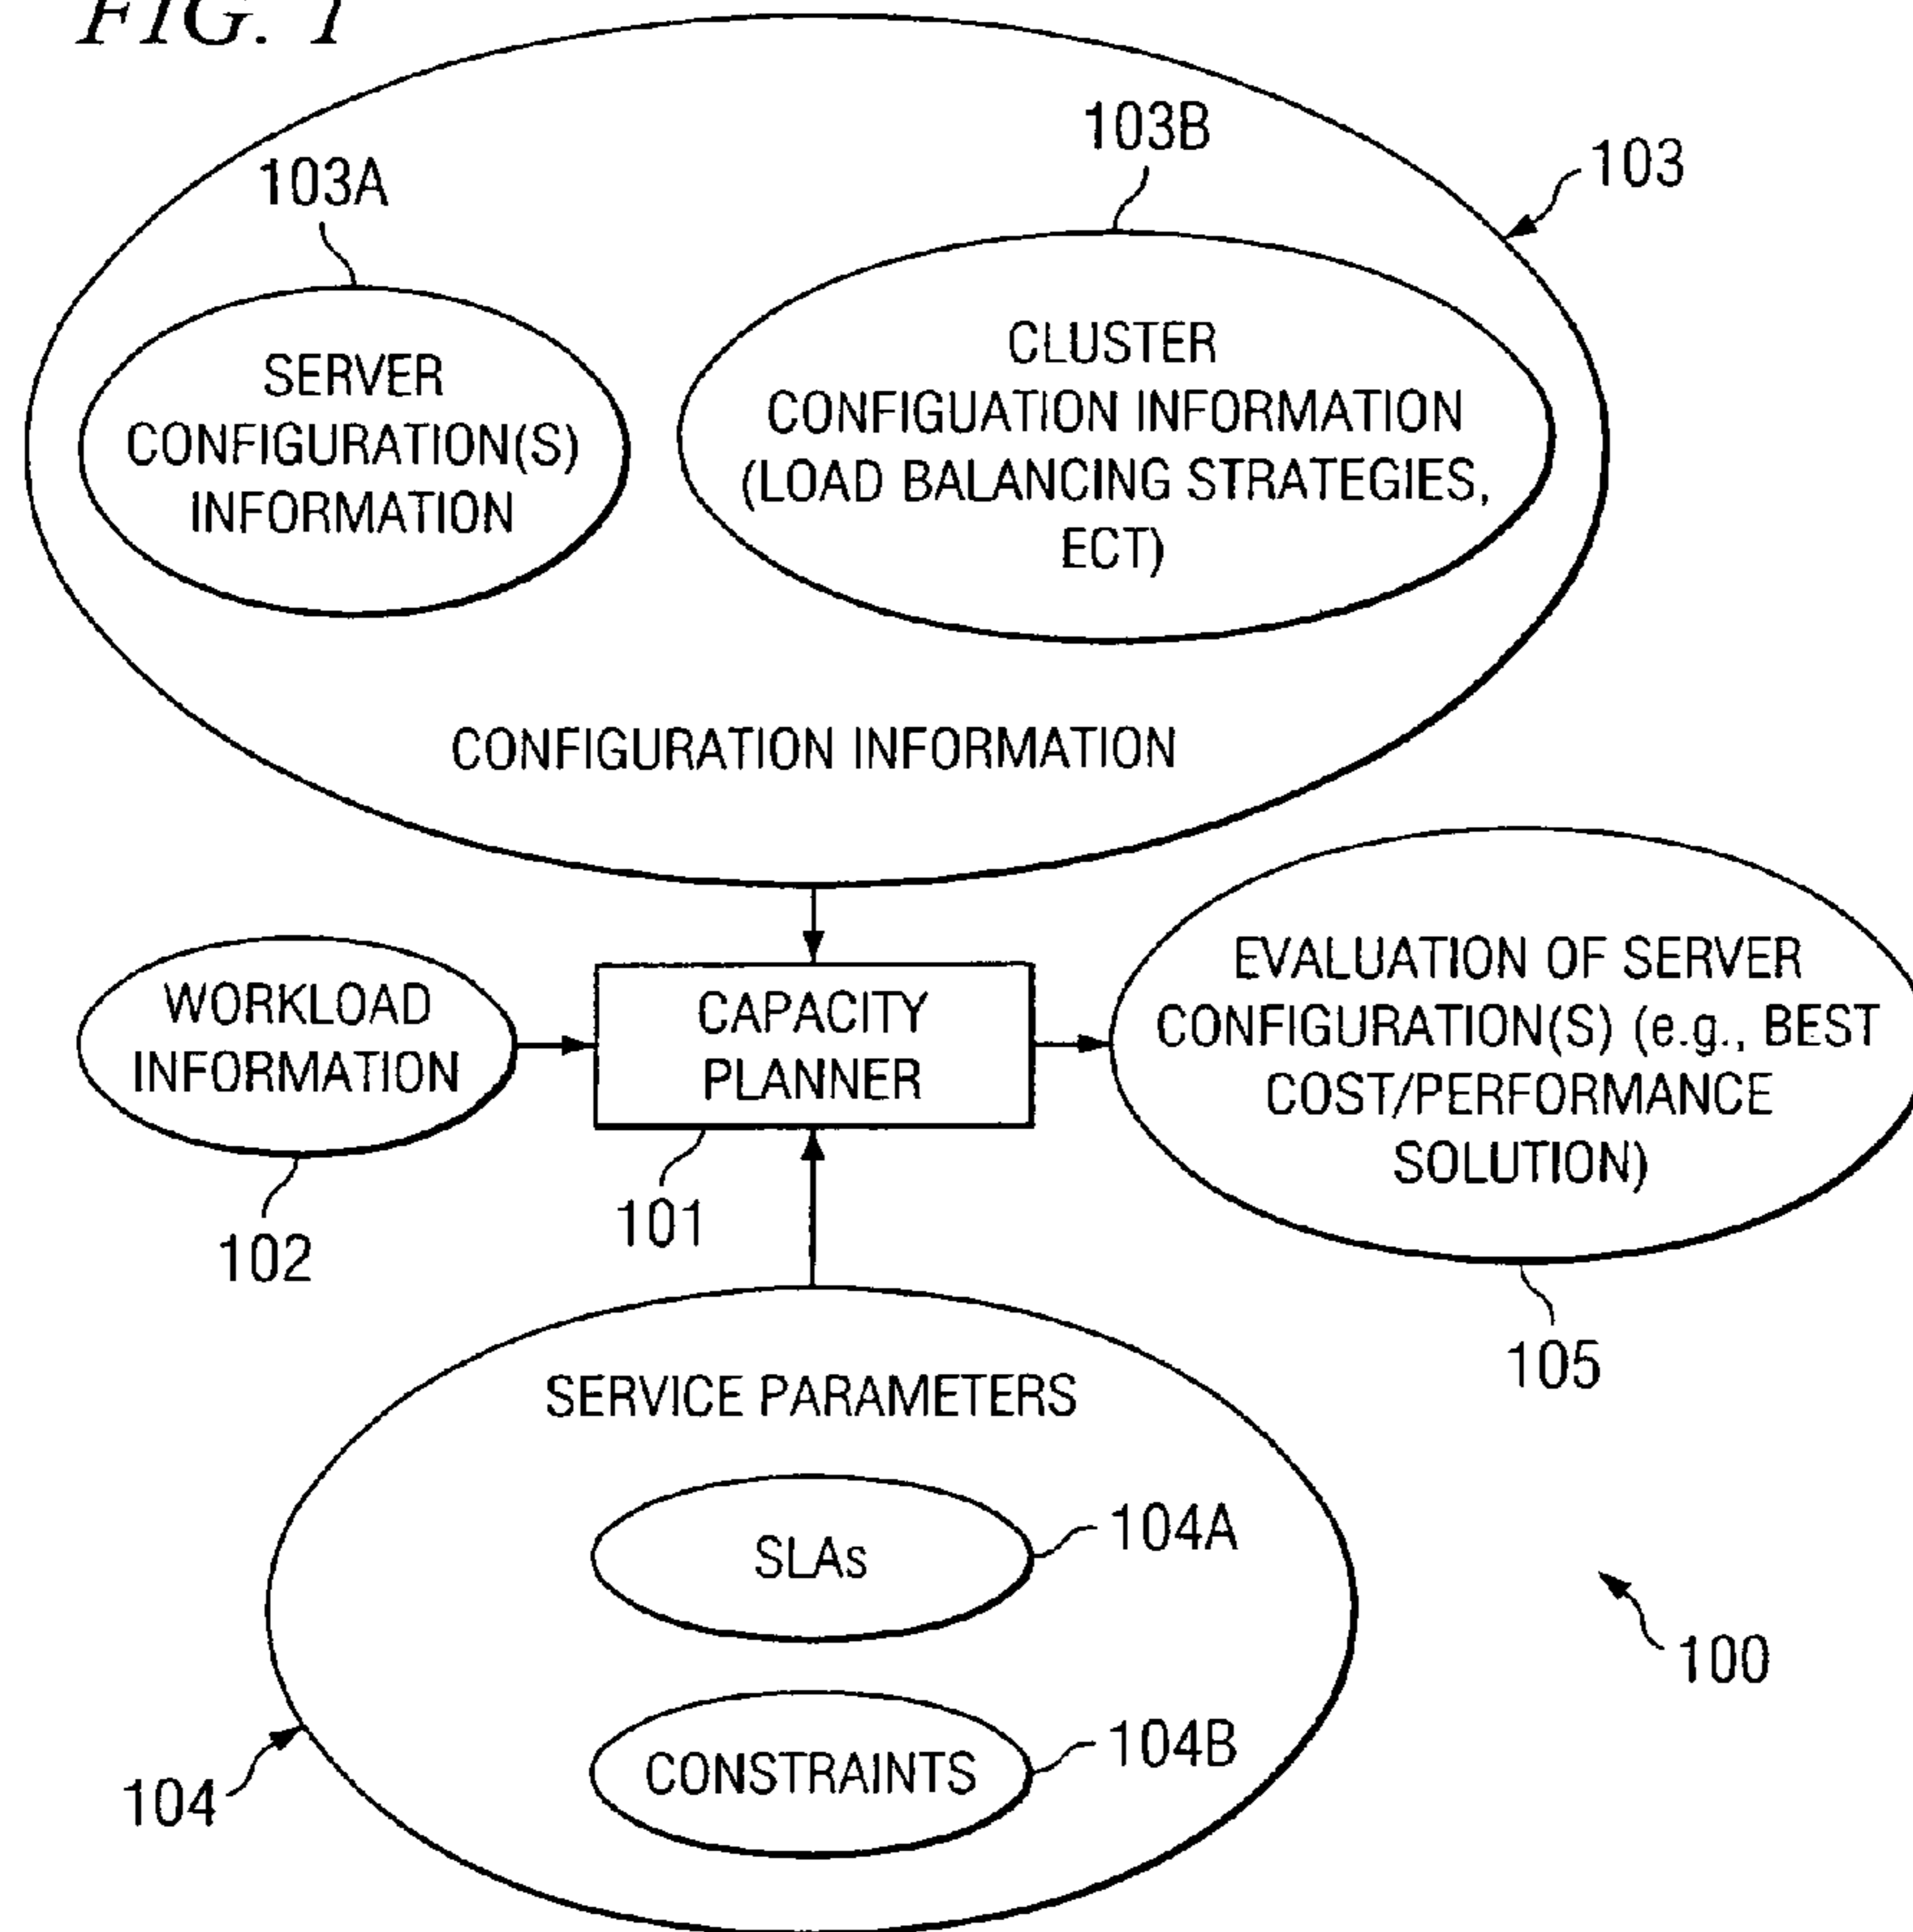 FIG. 1
103B
103
103A
SERVER
CONFIGURATION(S)
INFORMATION
CLUSTER
CONFIGUATION INFORMATION
(LOAD BALANCING STRATEGIES,
ECT)
CONFIGURATION INFORMATION
WORKLOAD
INFORMATION
102
CAPACITY
PLANNER
101
EVALUATION OF SERVER
CONFIGURATION(S) (e.g., BEST
COST/PERFORMANCE
SOLUTION)
105
SERVICE PARAMETERS
SLAs
104A
CONSTRAINTS
104B
104
100